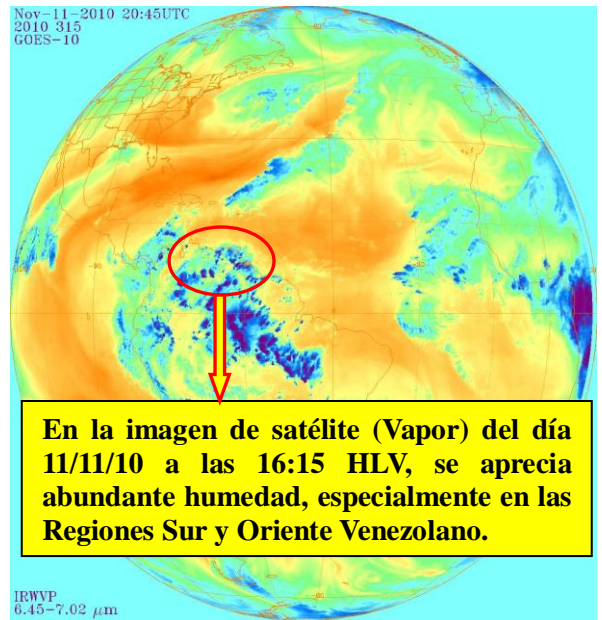 Nov-11-2010 20:45UTC
2010 315
GOES-10
En la imagen de satélite (Vapor) del día
11/11/10 a las 16:15 HLV, se aprecia
abundante humedad, especialmente en las
Regiones Sur y Oriente Venezolano.
IRWVP
6.45-7.02 μm